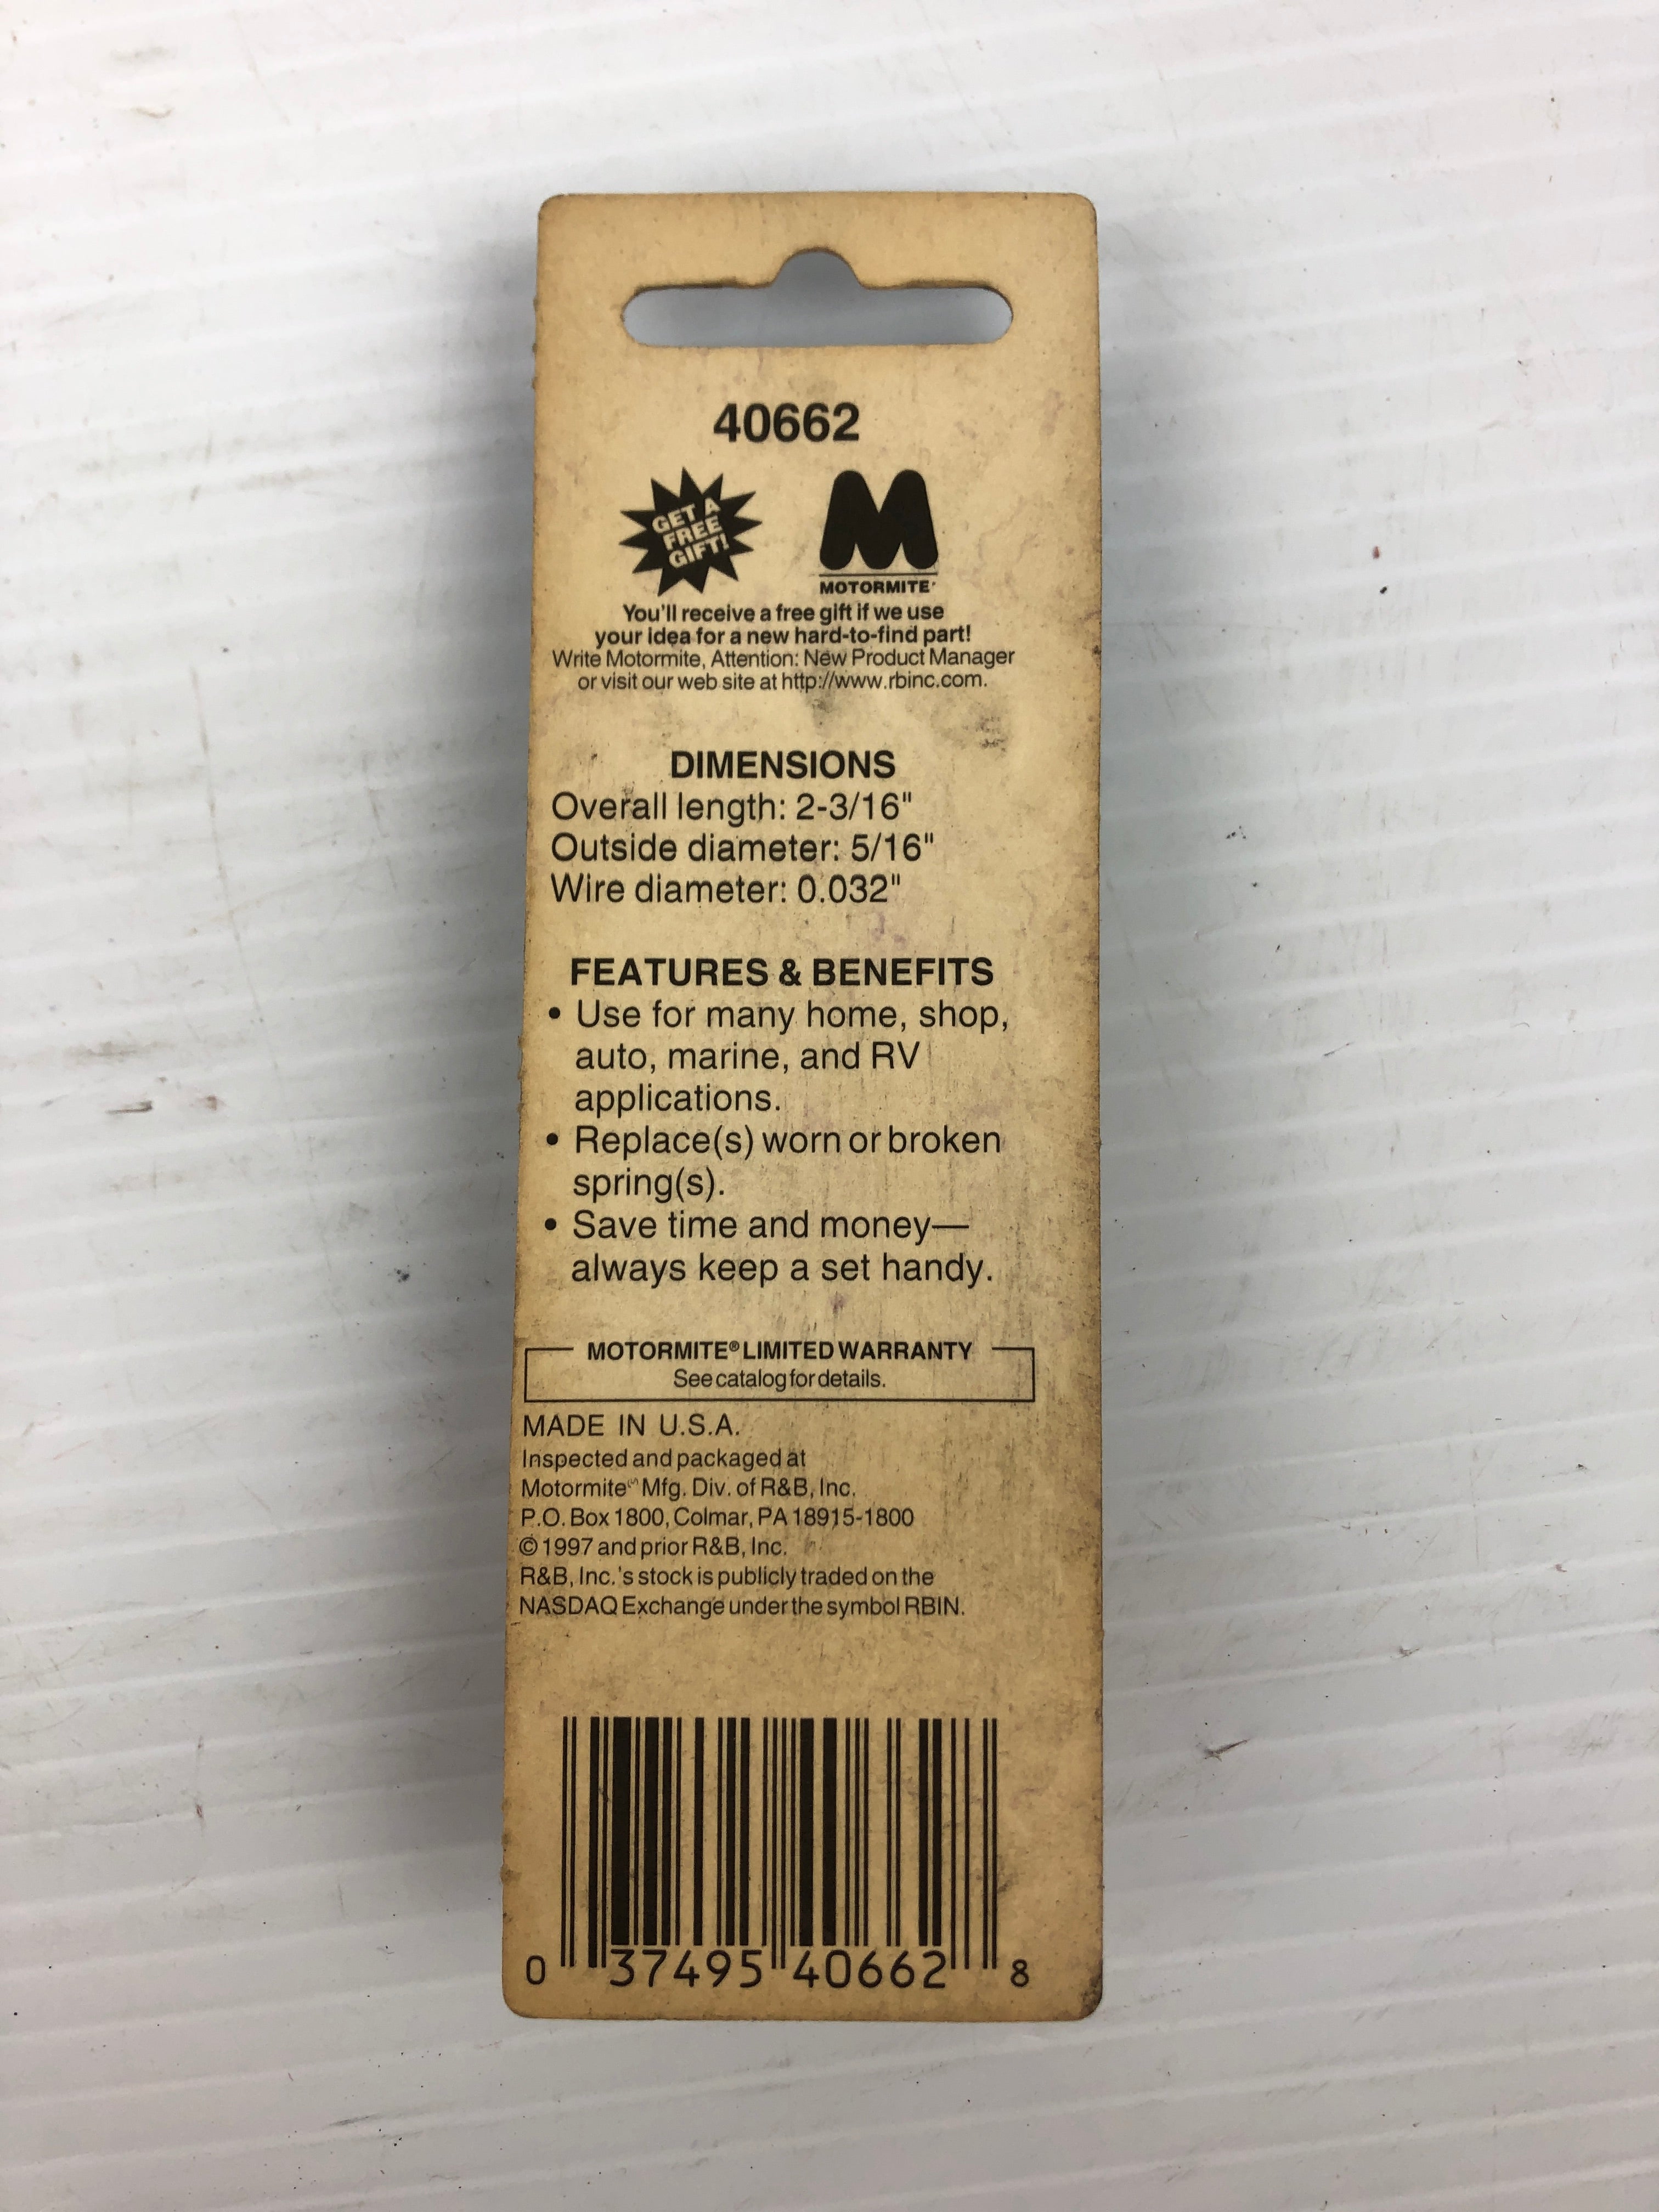 40662
GET A
FREE
GIFT!
MOTORMITE
You'll receive a free gift if we use
your idea for a new hard-to-find part!
Write Motormite, Attention: New Product Manager
or visit our web site at http://www.rbinc.com.
DIMENSIONS
Overall length: 2-3/16"
Outside diameter: 5/16"
Wire diameter: 0.032"
FEATURES & BENEFITS
• Use for many home, shop,
auto, marine, and RV
applications.
• Replace(s) worn or broken
spring(s).
• Save time and money—
always keep a set handy.
MOTORMITE® LIMITED WARRANTY
See catalog for details.
MADE IN U.S.A.
Inspected and packaged at
Motormite Mfg. Div. of R&B, Inc.
P.O. Box 1800, Colmar, PA 18915-1800
© 1997 and prior R&B, Inc.
R&B, Inc.'s stock is publicly traded on the
NASDAQ Exchange under the symbol RBIN.
0 37495 40662 8